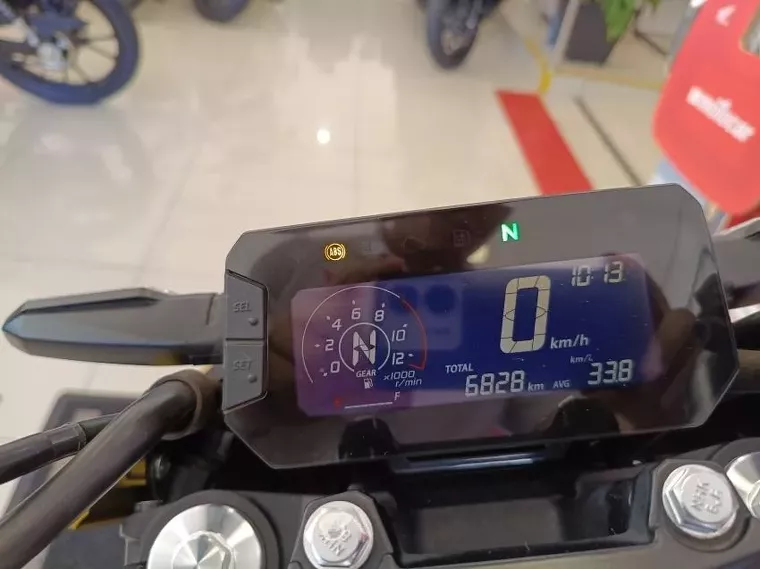 ABS N
SEL
SET
0 2 4 6 8 10 12
N
GEAR
x1000
r/min
F
10:13
0 km/h
TOTAL
6828 km
km/L
AVG 33.8